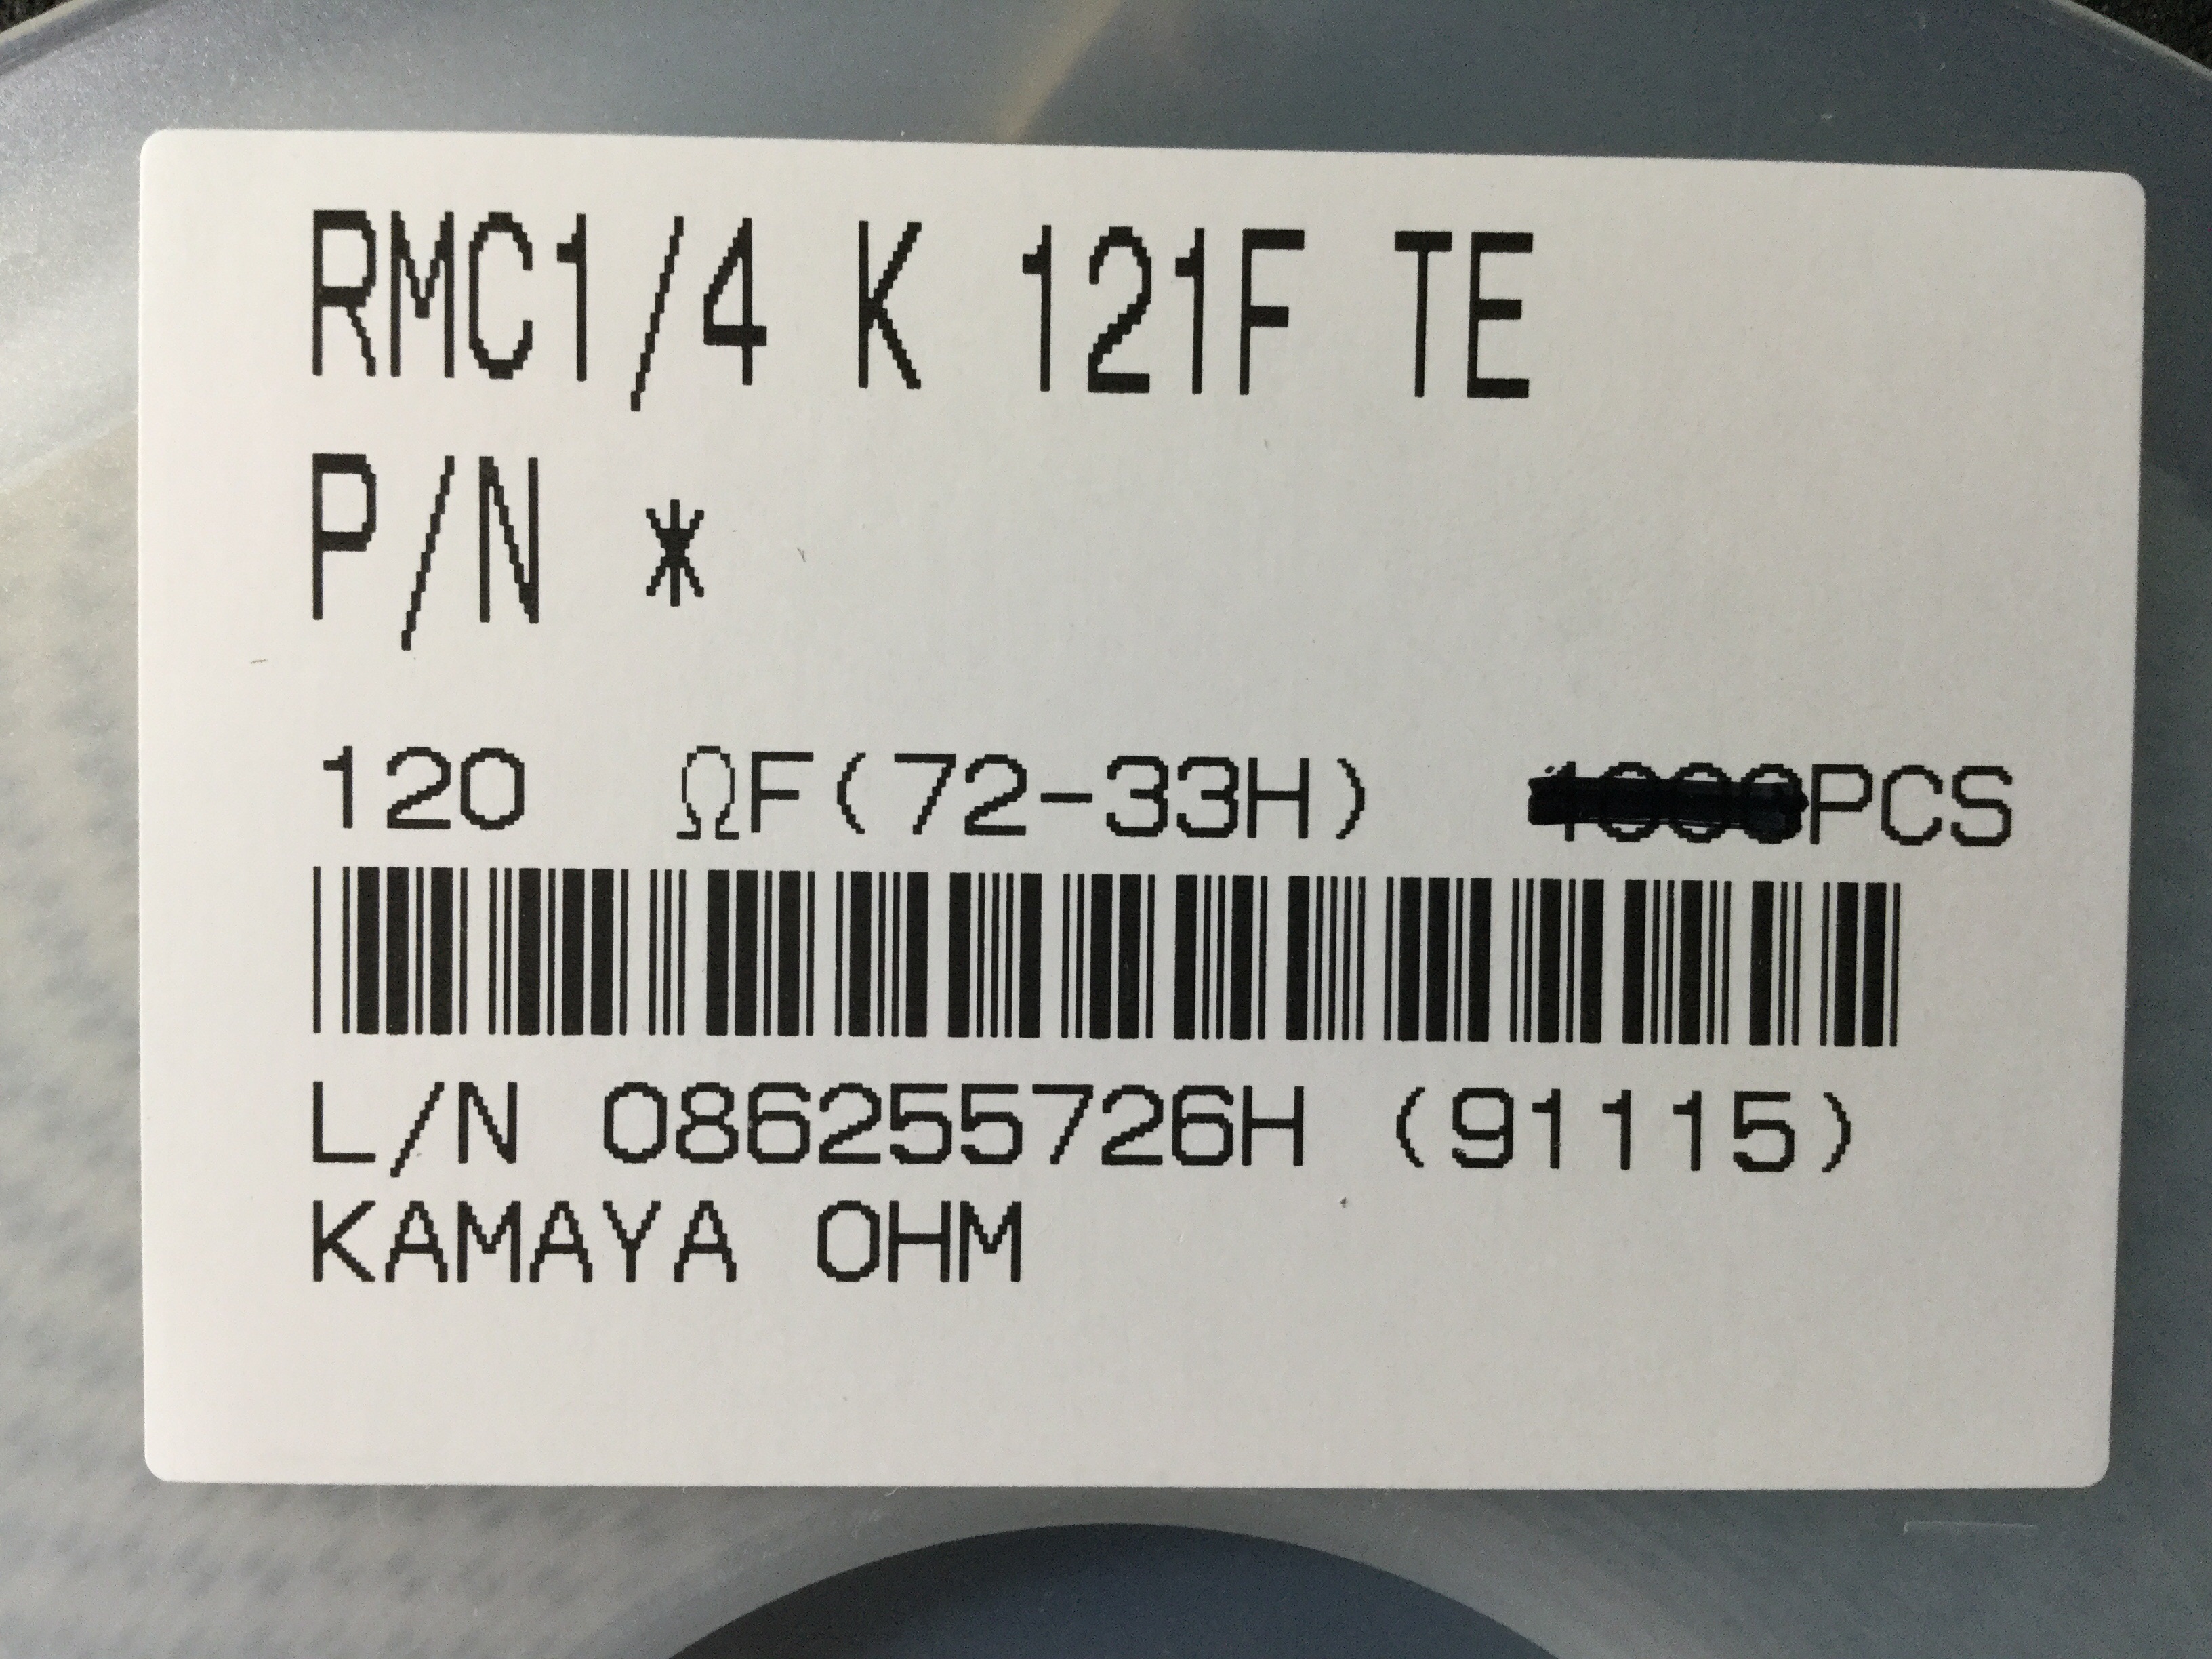 RMC1/4 K 121F TE
P/N *
120 ΩF(72-33H) PCS
L/N 086255726H (91115)
KAMAYA OHM